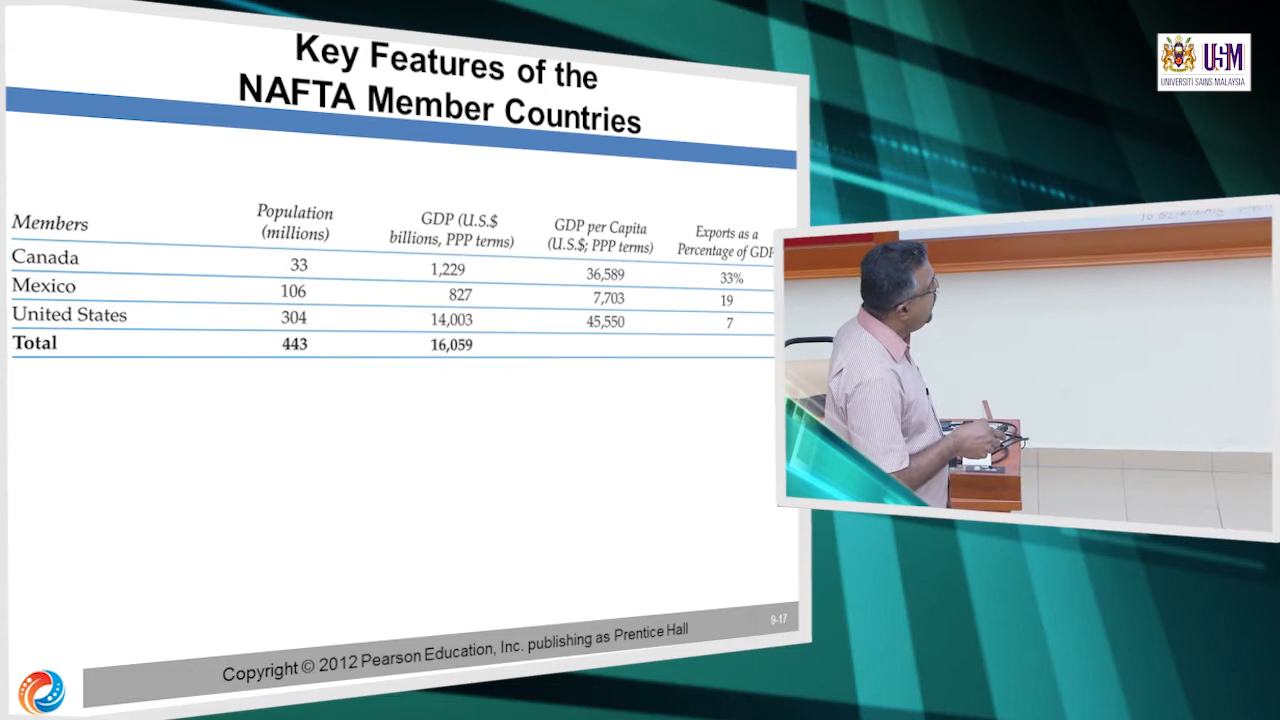 Key Features of the
NAFTA Member Countries
USM
UNIVERSITI SAINS MALAYSIA
Members Population (millions) GDP (U.S.$ billions, PPP terms) GDP per Capita (U.S.$; PPP terms) Exports as a Percentage of GDP
Canada 33 1,229 36,589 33%
Mexico 106 827 7,703 19
United States 304 14,003 45,550 7
Total 443 16,059
TO ELIMINATE
9-17
Copyright © 2012 Pearson Education, Inc. publishing as Prentice Hall